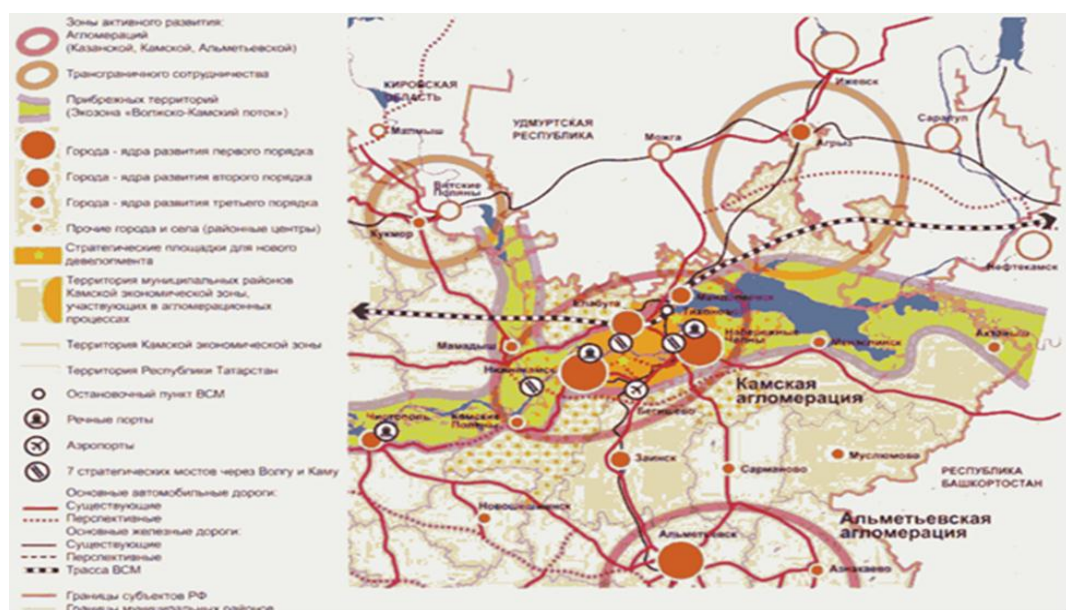 Зоны активного развития:
Агломераций
(Казанской, Камской, Альметьевской)
Трансграничного сотрудничества
Прибрежных территорий
(Экозона «Волжско-Камский поток»)
Города - ядра развития первого порядка
Города - ядра развития второго порядка
Города - ядра развития третьего порядка
Прочие города и села (районные центры)
Стратегические площадки для нового
девелопмента
Территория муниципальных районов
Камской экономической зоны,
участвующих в агломерационных
процессах
Территория Камской экономической зоны
Территория Республики Татарстан
Остановочный пункт ВСМ
Речные порты
Аэропорты
7 стратегических мостов через Волгу и Каму
Основные автомобильные дороги:
Существующие
Перспективные
Основные железные дороги:
Существующие
Перспективные
Трасса ВСМ
Границы субъектов РФ
Границы муниципальных районов
КИРОВСКАЯ
ОБЛАСТЬ
Малмыж
УДМУРТСКАЯ
РЕСПУБЛИКА
Ижевск
Сарапул
Можга
Агрыз
Вятские
Поляны
Кукмор
Нефтекамск
Елабуга
Менделеевск
Тихоново
Набережные
Челны
Мамадыш
Нижнекамск
Мензелинск
Актаныш
Камская
агломерация
Бегишево
Чистополь
Камские
Поляны
Заинск
Сарманово
Муслюмово
РЕСПУБЛИКА
БАШКОРТОСТАН
Новошешминск
Альметьевск
Альметьевская
агломерация
Азнакаево